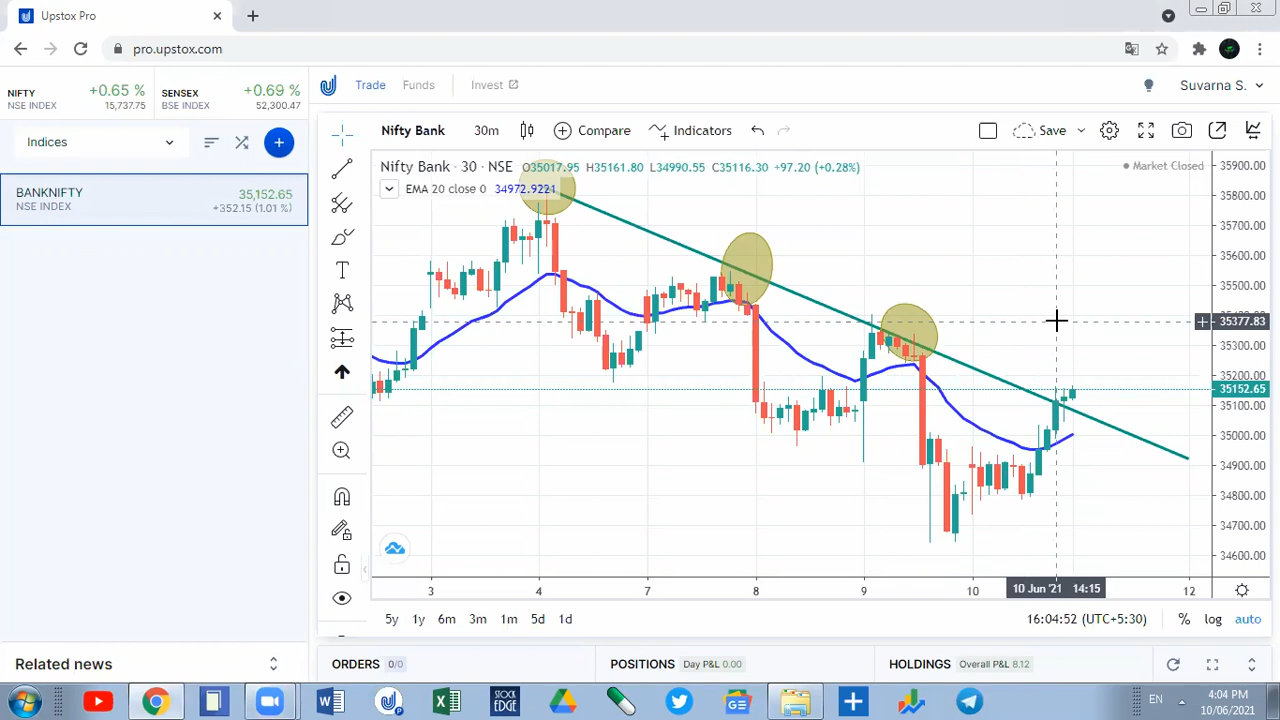 Upstox Pro
pro.upstox.com
NIFTY +0.65 %
NSE INDEX 15,737.75
SENSEX +0.69 %
BSE INDEX 52,300.47
Trade Funds Invest Suvarna S.
Indices
BANKNIFTY 35,152.65
NSE INDEX +352.15 (1.01 %)
Nifty Bank 30m Compare Indicators Save
Nifty Bank · 30 · NSE O35017.95 H35161.80 L34990.55 C35116.30 +97.20 (+0.28%)
Market Closed
EMA 20 close 0 34972.9221
35900.00
35800.00
35700.00
35600.00
35500.00
35377.83
35300.00
35200.00
35152.65
35100.00
35000.00
34900.00
34800.00
34700.00
34600.00
3 4 7 8 9 10 10 Jun '21 14:15 12
5y 1y 6m 3m 1m 5d 1d 16:04:52 (UTC+5:30) % log auto
Related news
ORDERS 0/0 POSITIONS Day P&L 0.00 HOLDINGS Overall P&L 8.12
STOCK
EDGE
EN
4:04 PM
10/06/2021